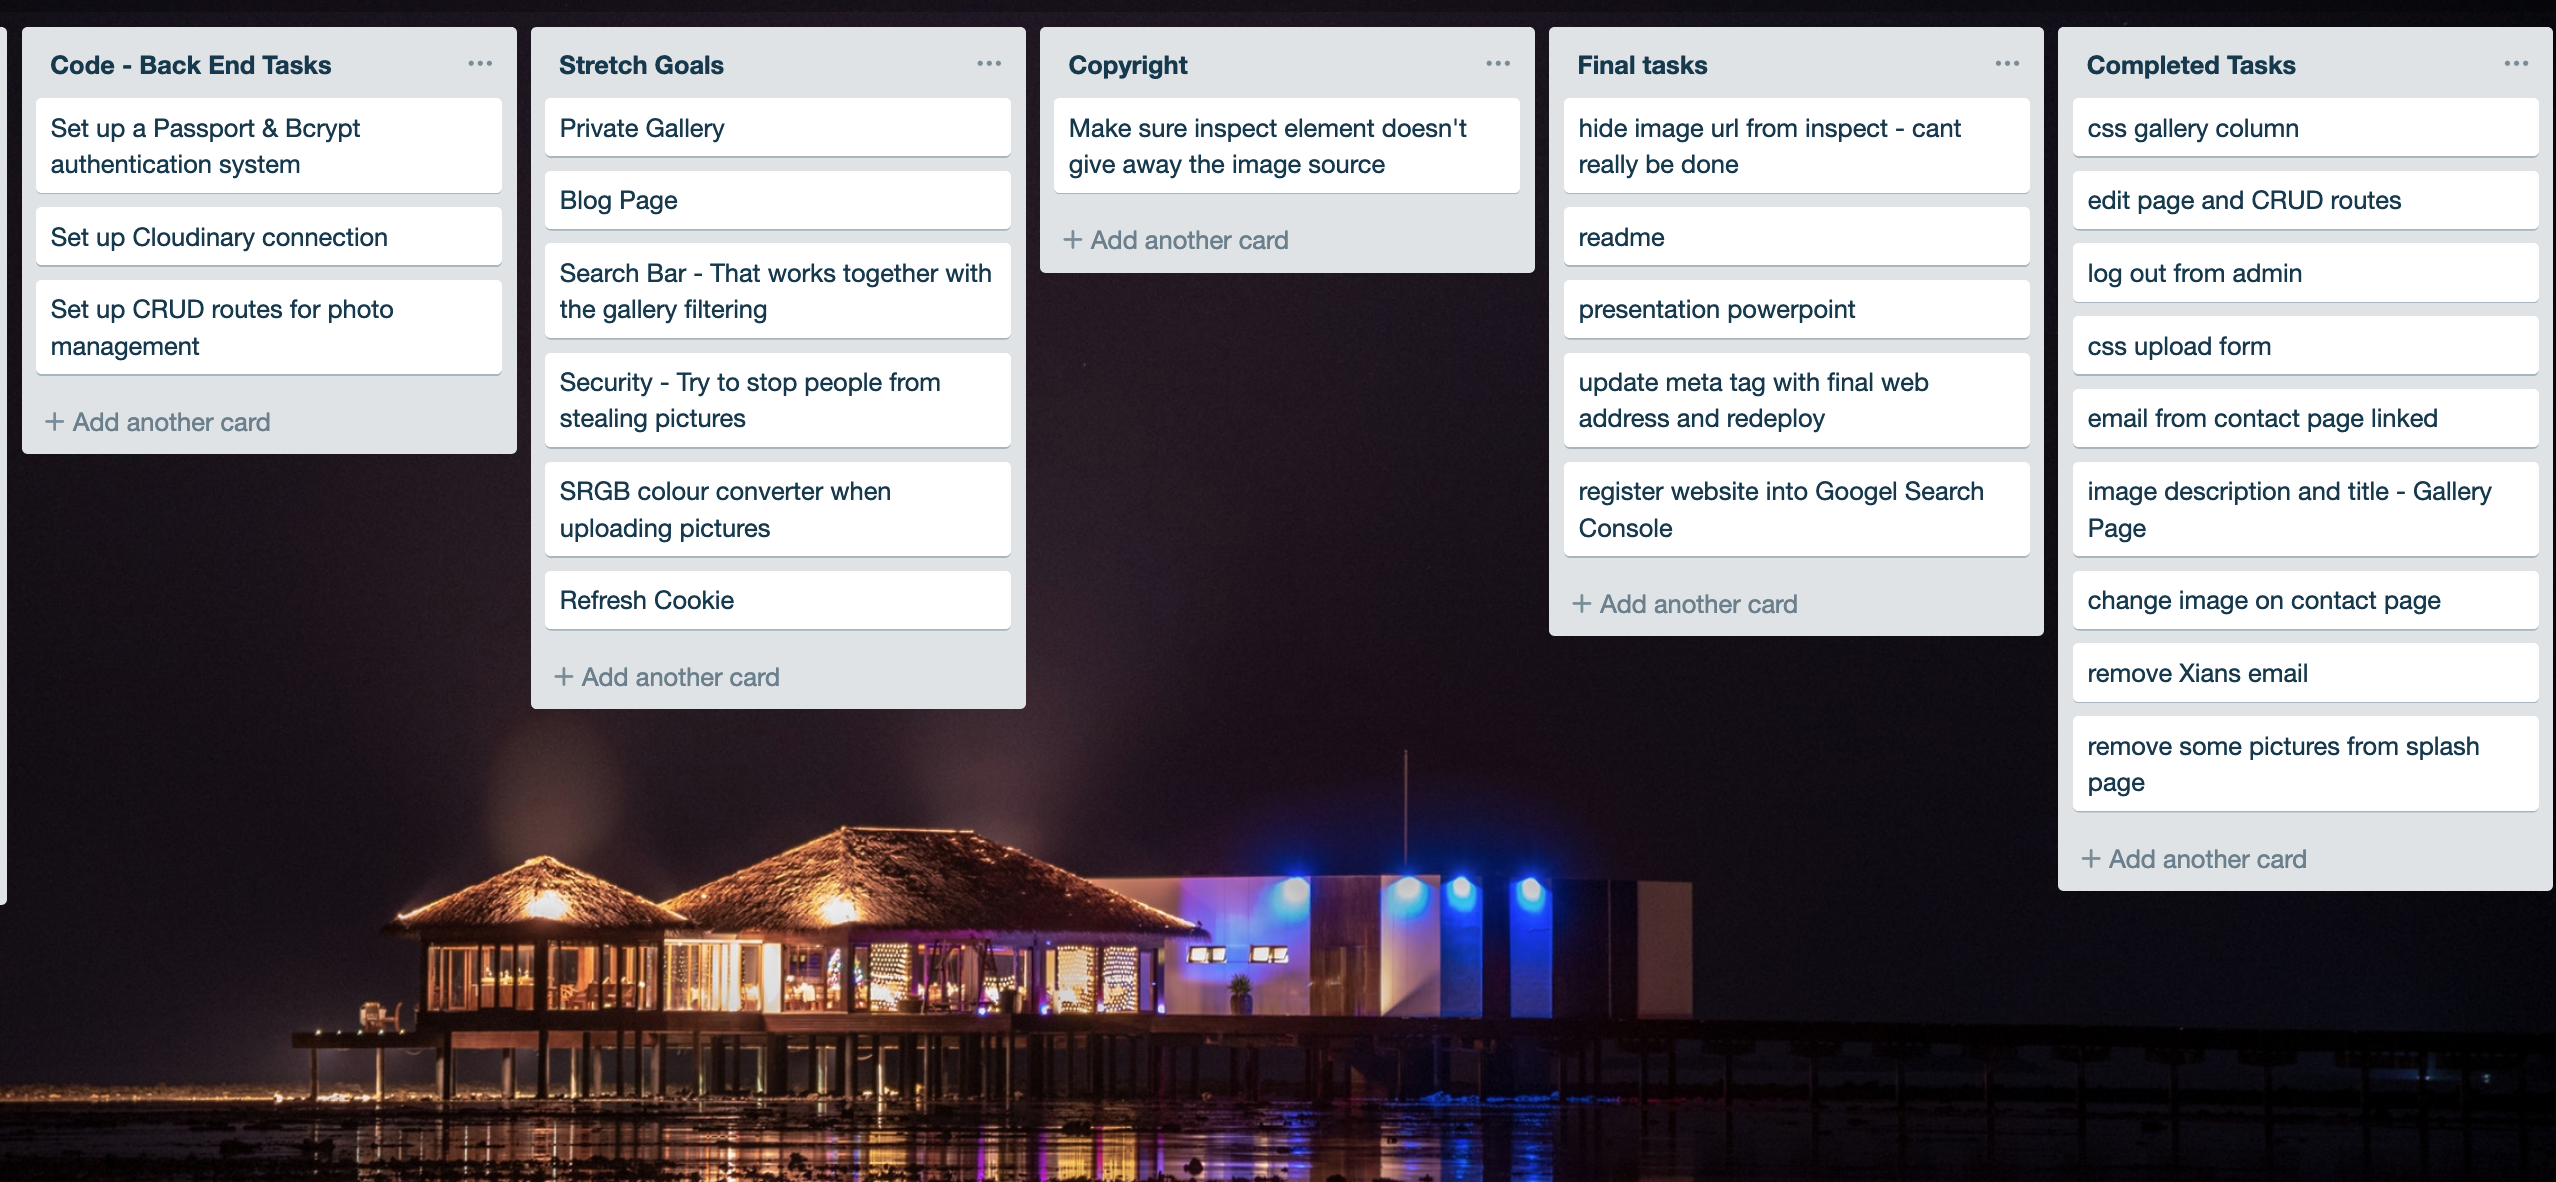 Code - Back End Tasks
Set up a Passport & Bcrypt
authentication system
Set up Cloudinary connection
Set up CRUD routes for photo
management
+ Add another card
Stretch Goals
Private Gallery
Blog Page
Search Bar - That works together with
the gallery filtering
Security - Try to stop people from
stealing pictures
SRGB colour converter when
uploading pictures
Refresh Cookie
+ Add another card
Copyright
Make sure inspect element doesn't
give away the image source
+ Add another card
Final tasks
hide image url from inspect - cant
really be done
readme
presentation powerpoint
update meta tag with final web
address and redeploy
register website into Googel Search
Console
+ Add another card
Completed Tasks
css gallery column
edit page and CRUD routes
log out from admin
css upload form
email from contact page linked
image description and title - Gallery
Page
change image on contact page
remove Xians email
remove some pictures from splash
page
+ Add another card